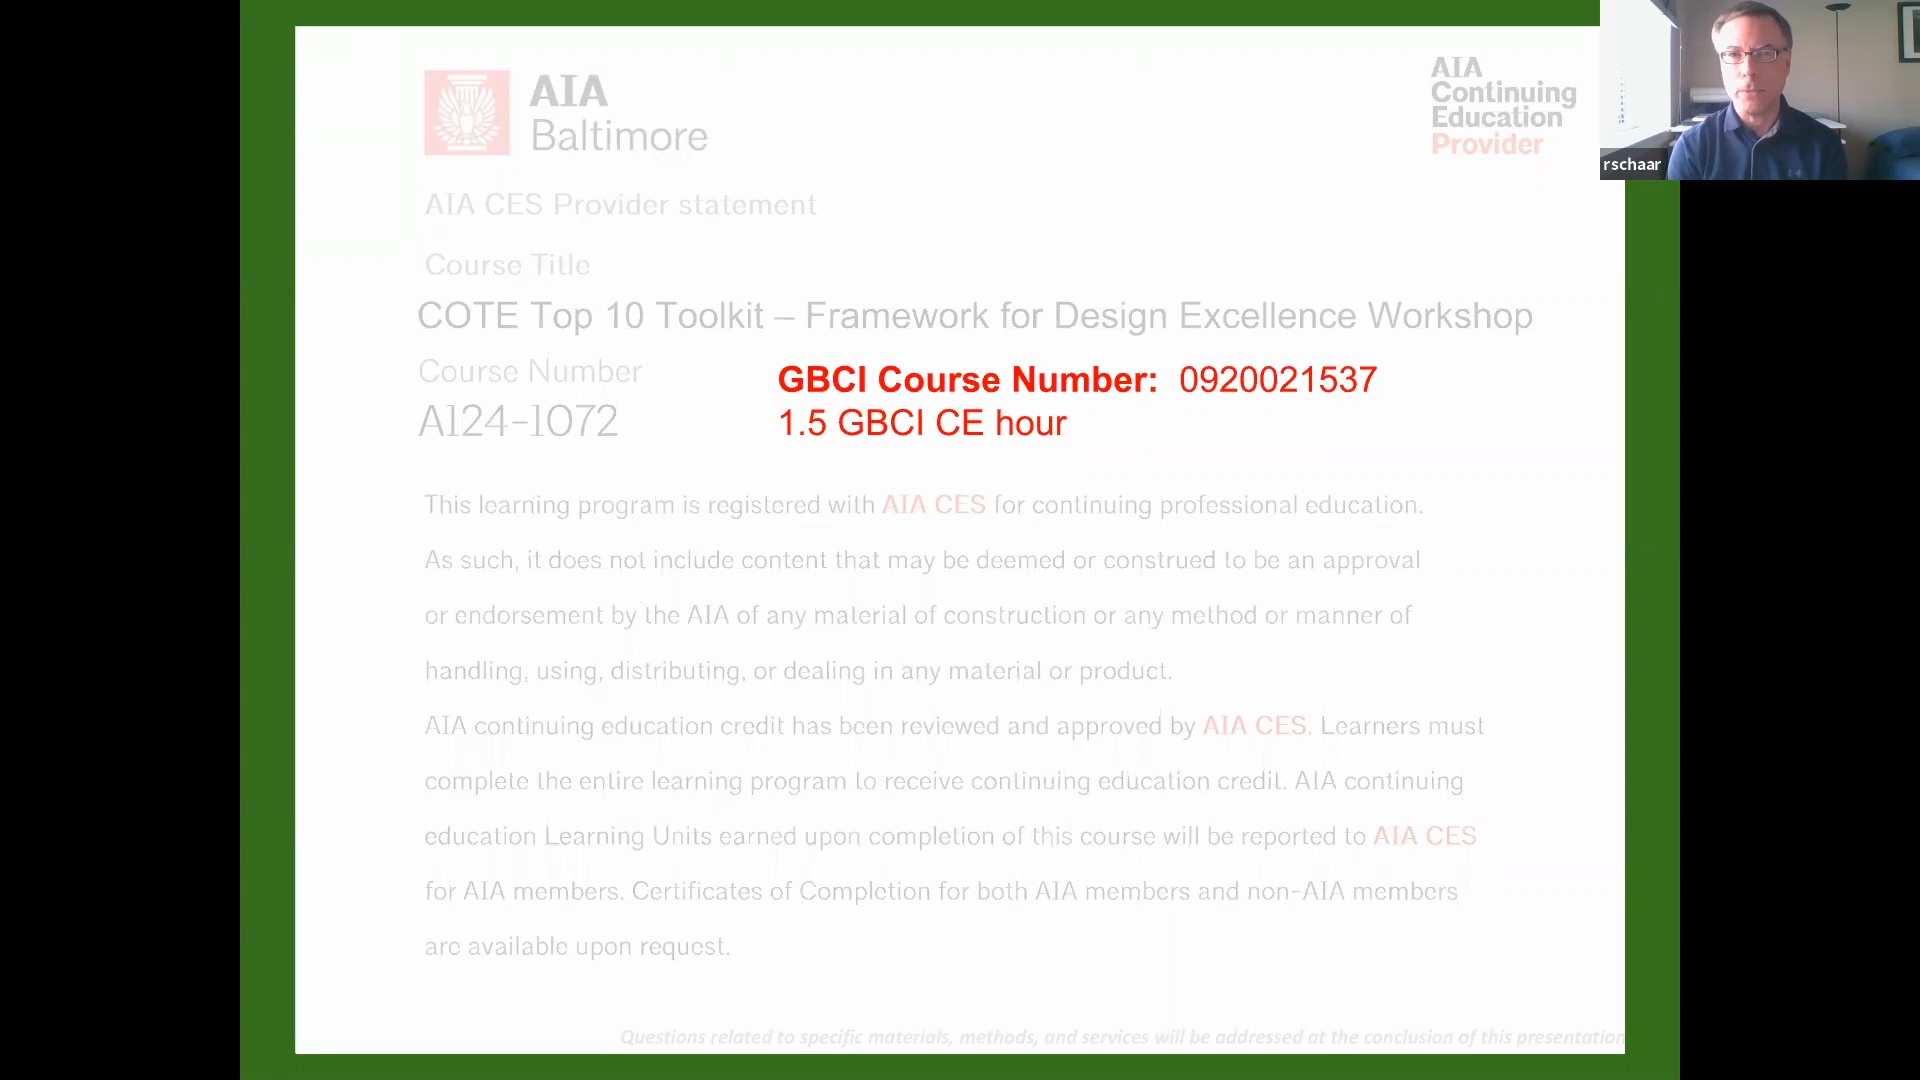 AIA
Baltimore
AIA
Continuing
Education
Provider
rschaar
AIA CES Provider statement
Course Title
COTE Top 10 Toolkit – Framework for Design Excellence Workshop
Course Number
A124-1072
GBCI Course Number: 0920021537
1.5 GBCI CE hour
This learning program is registered with AIA CES for continuing professional education.
As such, it does not include content that may be deemed or construed to be an approval
or endorsement by the AIA of any material of construction or any method or manner of
handling, using, distributing, or dealing in any material or product.
AIA continuing education credit has been reviewed and approved by AIA CES. Learners must
complete the entire learning program to receive continuing education credit. AIA continuing
education Learning Units earned upon completion of this course will be reported to AIA CES
for AIA members. Certificates of Completion for both AIA members and non-AIA members
are available upon request.
Questions related to specific materials, methods, and services will be addressed at the conclusion of this presentation